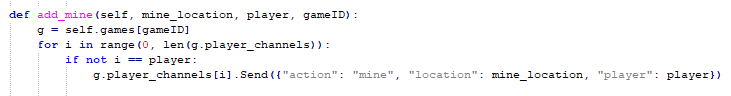 def add_mine(self, mine_location, player, gameID):
    g = self.games[gameID]
    for i in range(0, len(g.player_channels)):
        if not i == player:
            g.player_channels[i].Send({"action": "mine", "location": mine_location, "player": player})